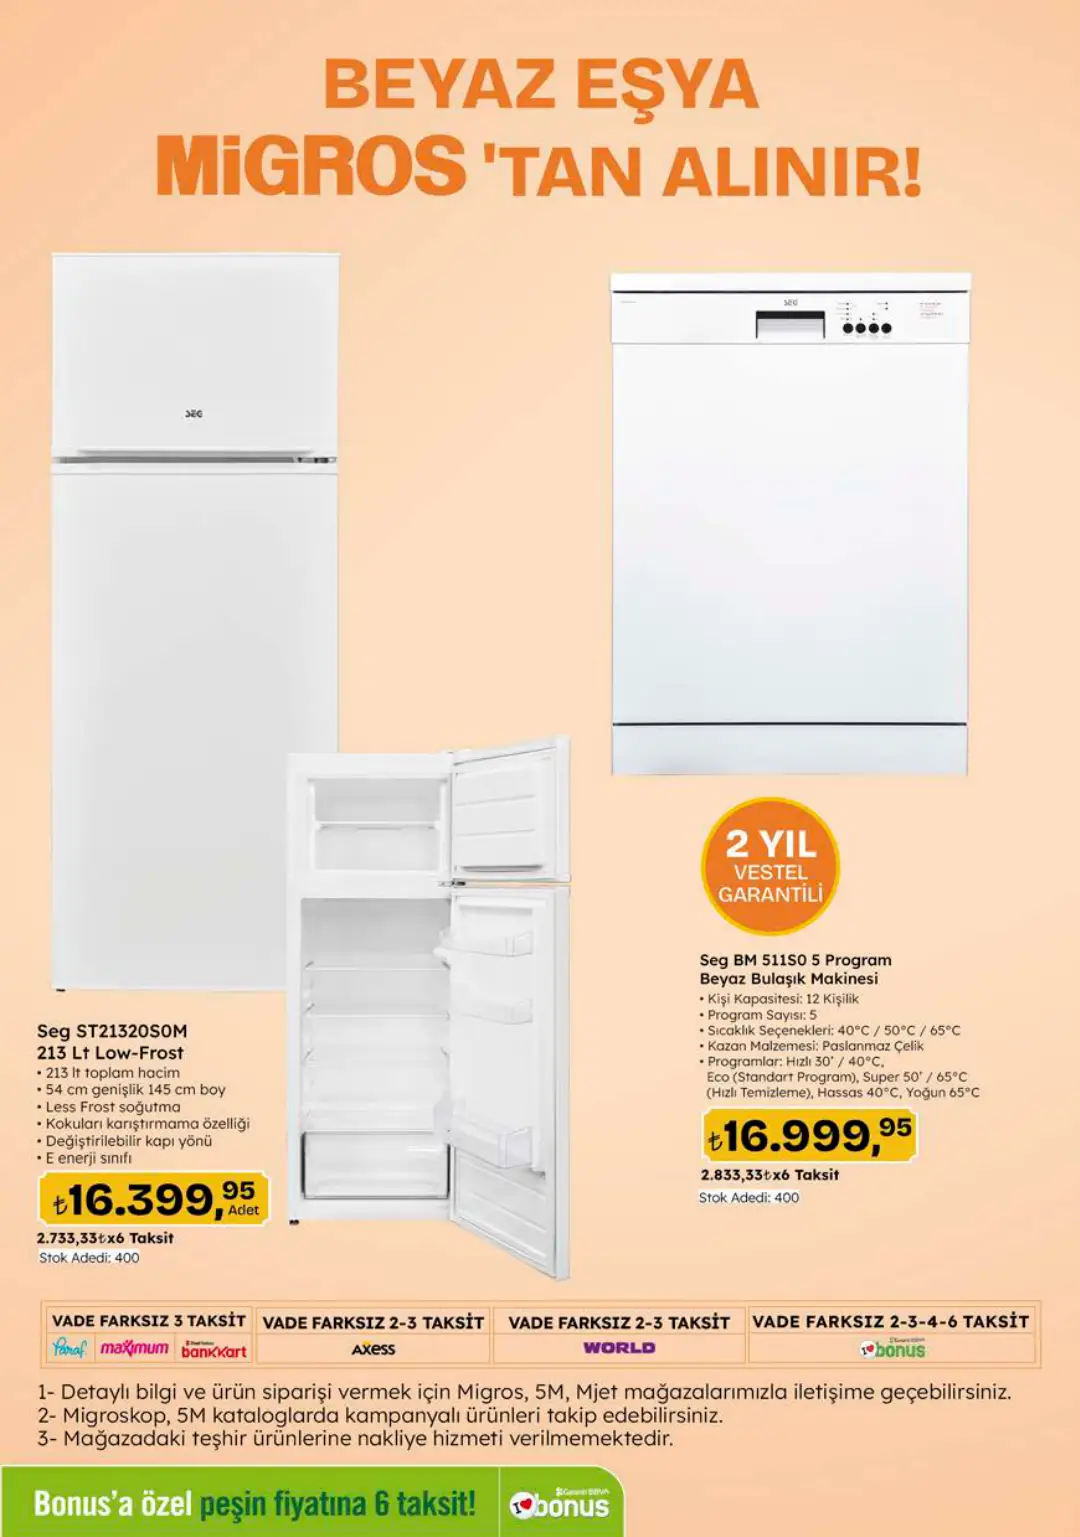 BEYAZ EŞYA
MiGROS 'TAN ALINIR!
SEG
SEG
2 YIL
VESTEL
GARANTİLİ
Seg BM 511S0 5 Program
Beyaz Bulaşık Makinesi
• Kişi Kapasitesi: 12 Kişilik
• Program Sayısı: 5
• Sıcaklık Seçenekleri: 40°C / 50°C / 65°C
• Kazan Malzemesi: Paslanmaz Çelik
• Programlar: Hızlı 30' / 40°C,
Eco (Standart Program), Super 50' / 65°C
(Hızlı Temizleme), Hassas 40°C, Yoğun 65°C
₺16.999,95
2.833,33₺x6 Taksit
Stok Adedi: 400
Seg ST21320S0M
213 Lt Low-Frost
• 213 lt toplam hacim
• 54 cm genişlik 145 cm boy
• Less Frost soğutma
• Kokuları karıştırmama özelliği
• Değiştirilebilir kapı yönü
• E enerji sınıfı
₺16.399,95 Adet
2.733,33₺x6 Taksit
Stok Adedi: 400
VADE FARKSIZ 3 TAKSİT
Paraf maximum bankkart
VADE FARKSIZ 2-3 TAKSİT
axess
VADE FARKSIZ 2-3 TAKSİT
WORLD
VADE FARKSIZ 2-3-4-6 TAKSİT
Garanti BBVA
I bonus
1- Detaylı bilgi ve ürün siparişi vermek için Migros, 5M, Mjet mağazalarımızla iletişime geçebilirsiniz.
2- Migroskop, 5M kataloglarda kampanyalı ürünleri takip edebilirsiniz.
3- Mağazadaki teşhir ürünlerine nakliye hizmeti verilmemektedir.
Bonus'a özel peşin fiyatına 6 taksit!
Garanti BBVA
I bonus